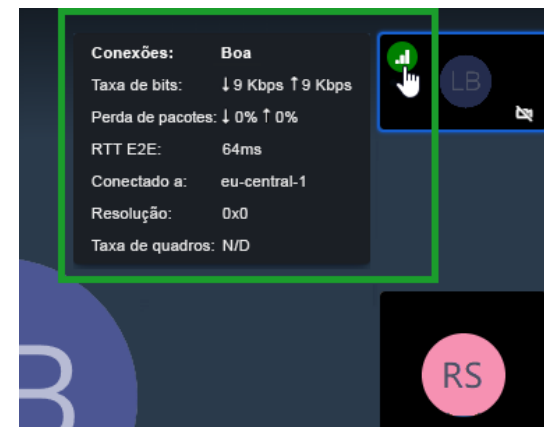 Conexões: Boa
Taxa de bits: ↓9 Kbps ↑9 Kbps
Perda de pacotes: ↓ 0% ↑ 0%
RTT E2E: 64ms
Conectado a: eu-central-1
Resolução: 0x0
Taxa de quadros: N/D
LB
B
RS